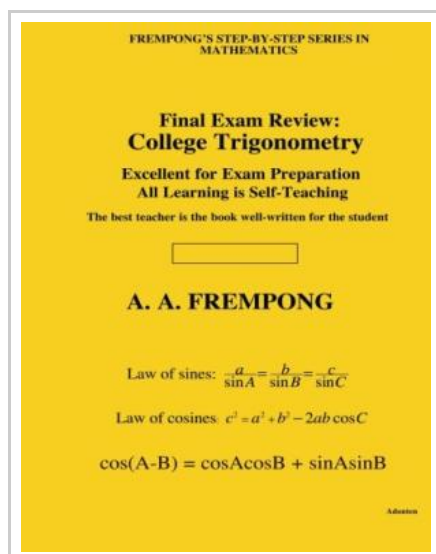 FREMPONG'S STEP-BY-STEP SERIES IN
MATHEMATICS
Final Exam Review:
College Trigonometry
Excellent for Exam Preparation
All Learning is Self-Teaching
The best teacher is the book well-written for the student
A. A. FREMPONG
Law of sines: a/sinA = b/sinB = c/sinC
Law of cosines: c² = a² + b² − 2ab cosC
cos(A-B) = cosAcosB + sinAsinB
Adonten